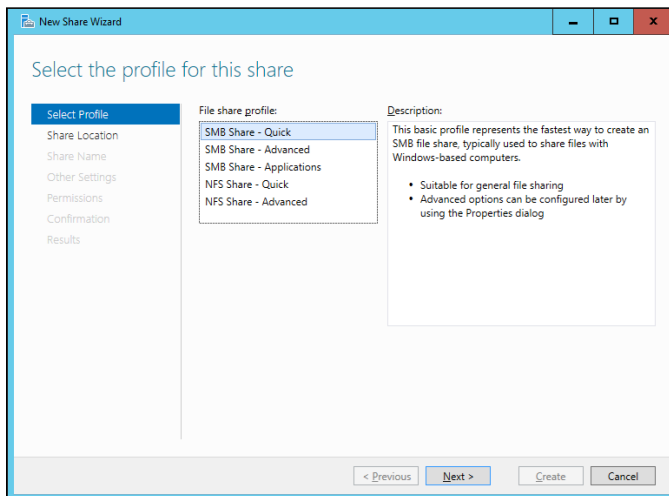 New Share Wizard
Select the profile for this share
Select Profile
Share Location
Share Name
Other Settings
Permissions
Confirmation
Results
File share profile:
SMB Share - Quick
SMB Share - Advanced
SMB Share - Applications
NFS Share - Quick
NFS Share - Advanced
Description:
This basic profile represents the fastest way to create an
SMB file share, typically used to share files with
Windows-based computers.
• Suitable for general file sharing
• Advanced options can be configured later by
using the Properties dialog
< Previous
Next >
Create
Cancel